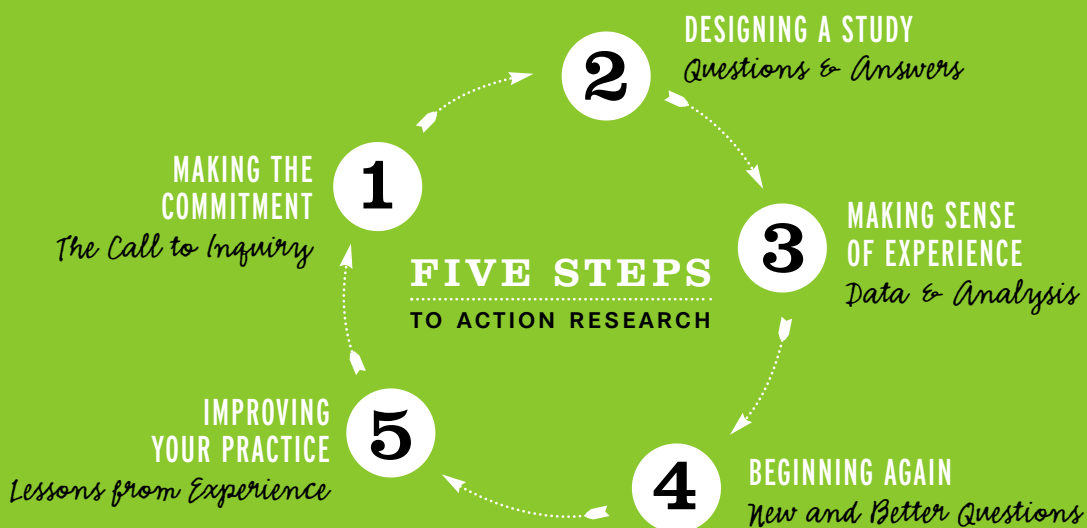 FIVE STEPS
TO ACTION RESEARCH
1
MAKING THE
COMMITMENT
The Call to Inquiry
2
DESIGNING A STUDY
Questions & Answers
3
MAKING SENSE
OF EXPERIENCE
Data & Analysis
4
BEGINNING AGAIN
New and Better Questions
5
IMPROVING
YOUR PRACTICE
Lessons from Experience